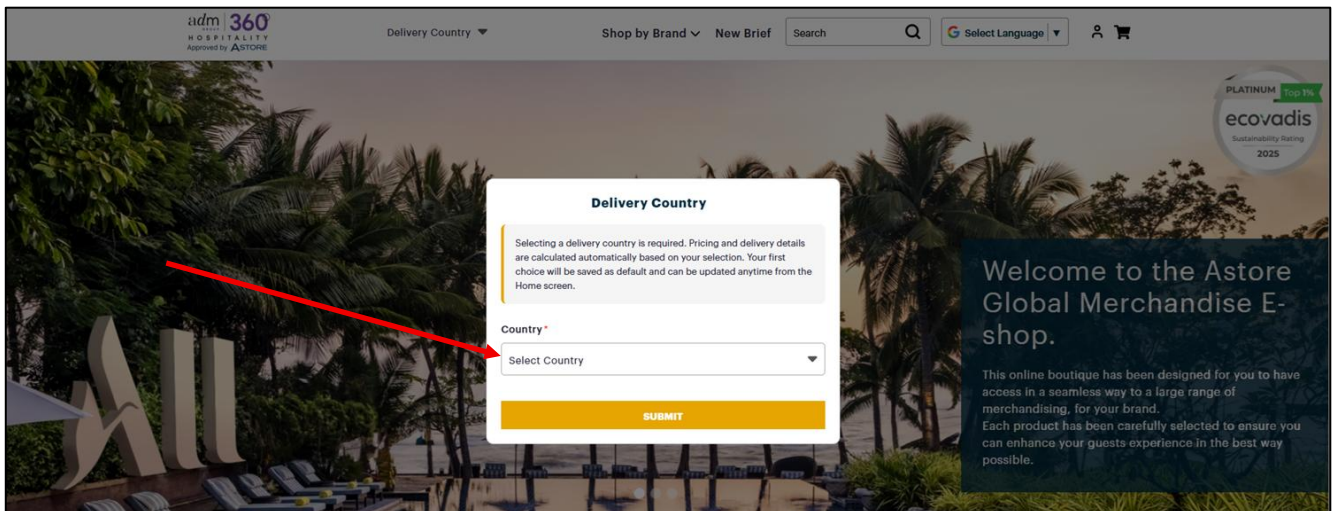 adm 360°
HOSPITALITY
Approved by ASTORE
Delivery Country
Shop by Brand
New Brief
Search
G Select Language
PLATINUM Top 1%
ecovadis
Sustainability Rating
2025
Delivery Country
Selecting a delivery country is required. Pricing and delivery details
are calculated automatically based on your selection. Your first
choice will be saved as default and can be updated anytime from the
Home screen.
Country*
Select Country
SUBMIT
Welcome to the Astore
Global Merchandise E-
shop.
This online boutique has been designed for you to have
access in a seamless way to a large range of
merchandising, for your brand.
Each product has been carefully selected to ensure you
can enhance your guests experience in the best way
possible.
All